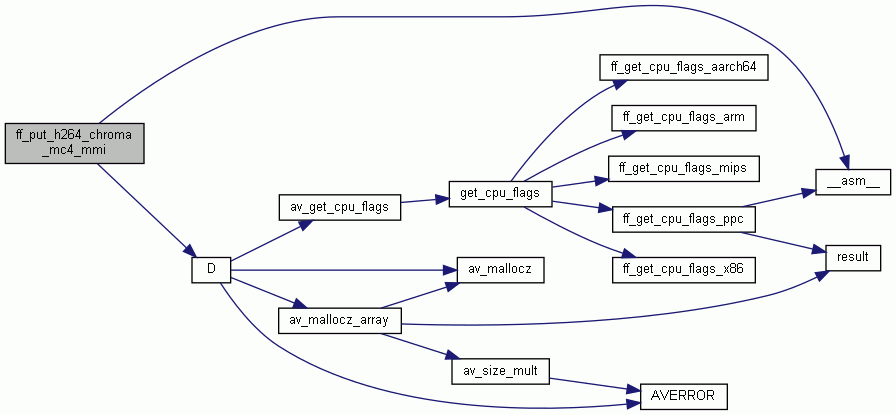 ff_put_h264_chroma
_mc4_mmi
D
av_get_cpu_flags
get_cpu_flags
ff_get_cpu_flags_aarch64
ff_get_cpu_flags_arm
ff_get_cpu_flags_mips
ff_get_cpu_flags_ppc
ff_get_cpu_flags_x86
__asm__
result
av_mallocz
av_mallocz_array
av_size_mult
AVERROR